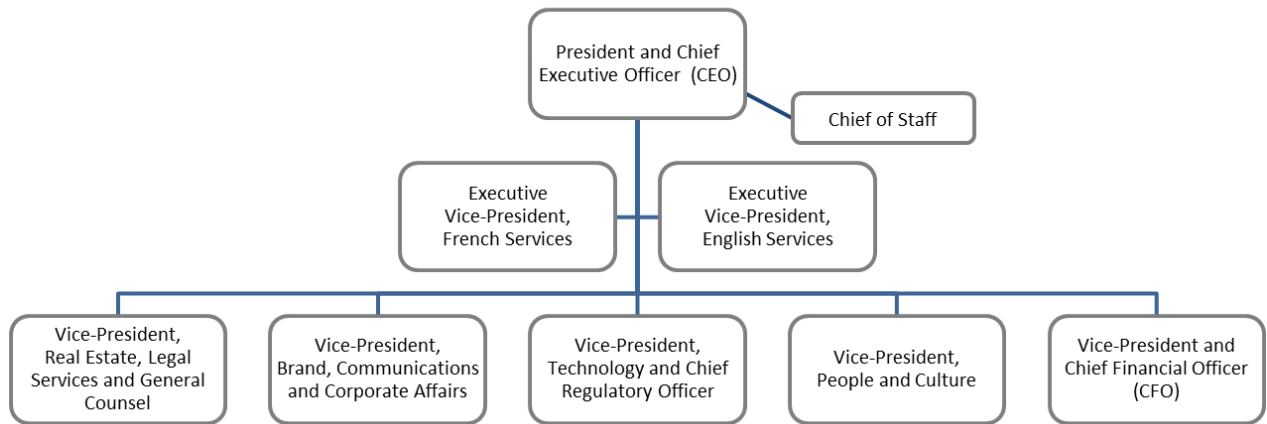 President and Chief
Executive Officer (CEO)
Chief of Staff
Executive
Vice-President,
French Services
Executive
Vice-President,
English Services
Vice-President,
Real Estate, Legal
Services and General
Counsel
Vice-President,
Brand, Communications
and Corporate Affairs
Vice-President,
Technology and Chief
Regulatory Officer
Vice-President,
People and Culture
Vice-President and
Chief Financial Officer
(CFO)